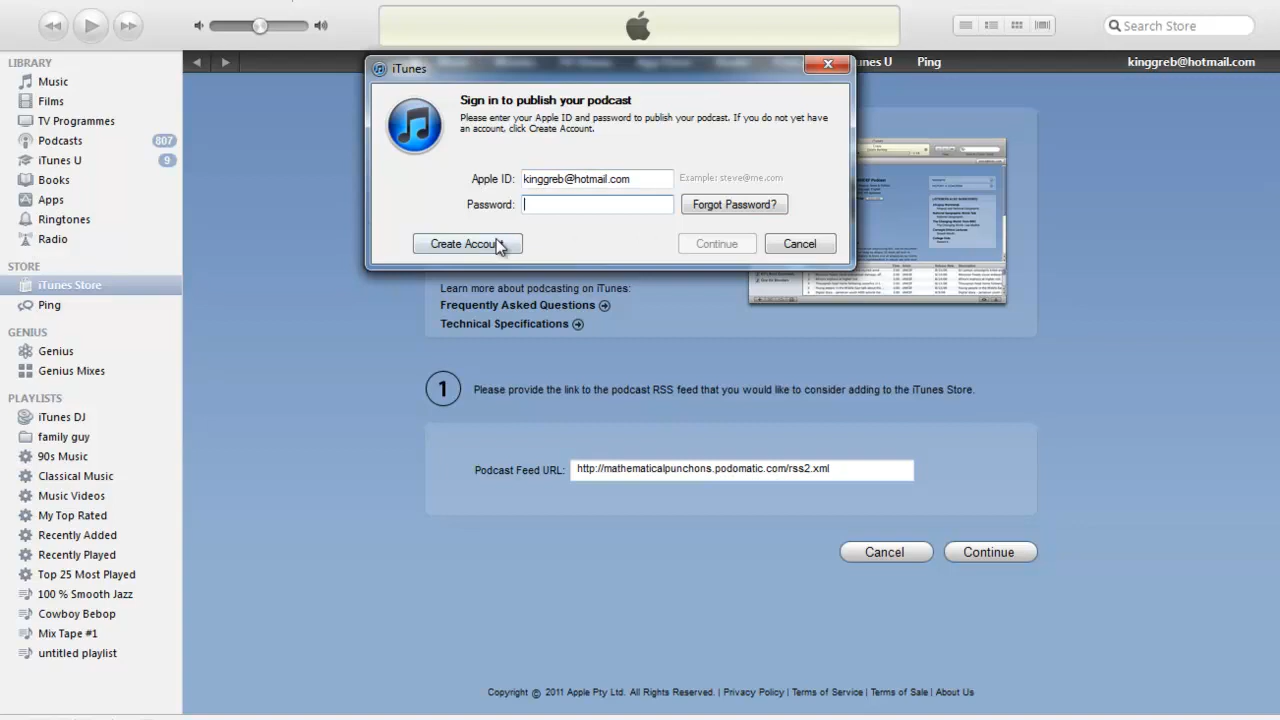 Search Store
LIBRARY
Music
Films
TV Programmes
Podcasts 807
iTunes U 9
Books
Apps
Ringtones
Radio
STORE
iTunes Store
Ping
GENIUS
Genius
Genius Mixes
PLAYLISTS
iTunes DJ
family guy
90s Music
Classical Music
Music Videos
My Top Rated
Recently Added
Recently Played
Top 25 Most Played
100 % Smooth Jazz
Cowboy Bebop
Mix Tape #1
untitled playlist
Ping kinggreb@hotmail.com
iTunes
Sign in to publish your podcast
Please enter your Apple ID and password to publish your podcast. If you do not yet have
an account, click Create Account.
Apple ID: kinggreb@hotmail.com Example: steve@me.com
Password: Forgot Password?
Create Account Continue Cancel
Learn more about podcasting on iTunes:
Frequently Asked Questions
Technical Specifications
1 Please provide the link to the podcast RSS feed that you would like to consider adding to the iTunes Store.
Podcast Feed URL: http://mathematicalpunchons.podomatic.com/rss2.xml
Cancel Continue
Copyright © 2011 Apple Pty Ltd. All Rights Reserved. | Privacy Policy | Terms of Service | Terms of Sale | About Us